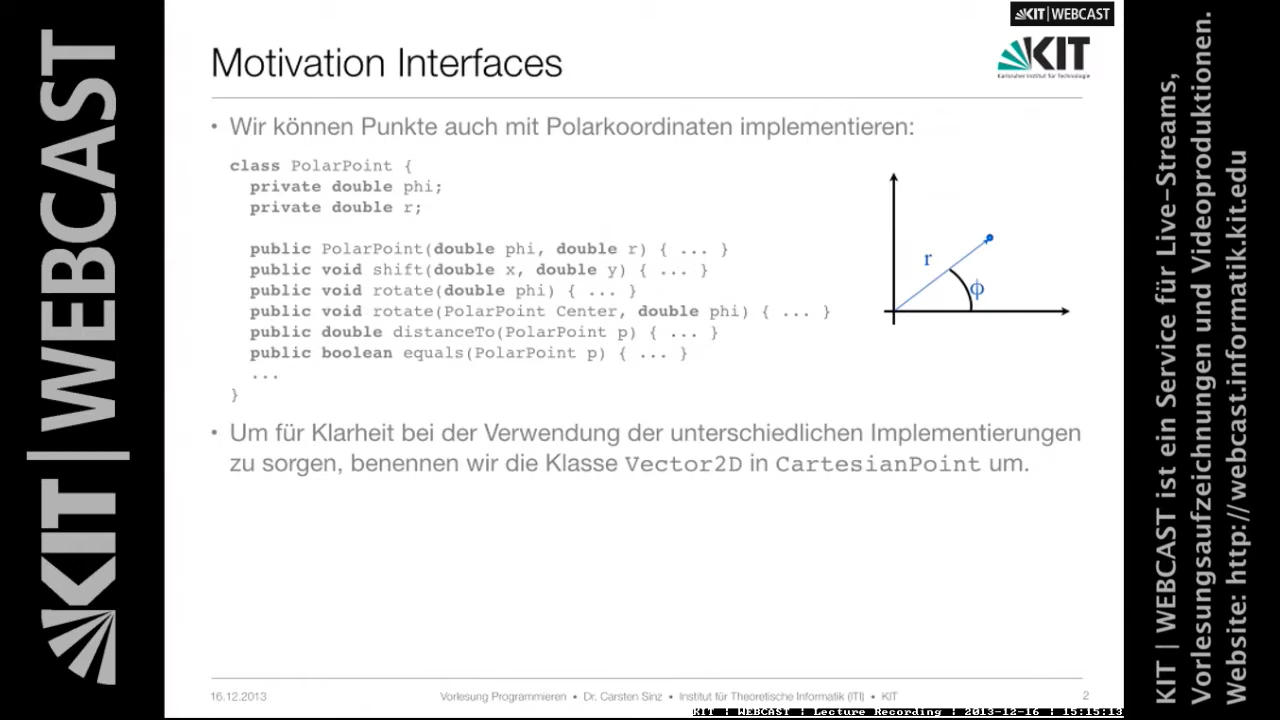 KIT | WEBCAST
KIT | WEBCAST
KIT
Karlsruher Institut für Technologie
Motivation Interfaces
• Wir können Punkte auch mit Polarkoordinaten implementieren:
class PolarPoint {
private double phi;
private double r;
public PolarPoint(double phi, double r) { ... }
public void shift(double x, double y) { ... }
public void rotate(double phi) { ... }
public void rotate(PolarPoint Center, double phi) { ... }
public double distanceTo(PolarPoint p) { ... }
public boolean equals(PolarPoint p) { ... }
...
}
r
ϕ
• Um für Klarheit bei der Verwendung der unterschiedlichen Implementierungen
zu sorgen, benennen wir die Klasse Vector2D in CartesianPoint um.
16.12.2013
Vorlesung Programmieren • Dr. Carsten Sinz • Institut für Theoretische Informatik (ITI) • KIT
2
KIT : WEBCAST : Lecture Recording : 2013-12-16 : 15:15:13
KIT | WEBCAST ist ein Service für Live-Streams,
Vorlesungsaufzeichnungen und Videoproduktionen.
Website: http://webcast.informatik.kit.edu